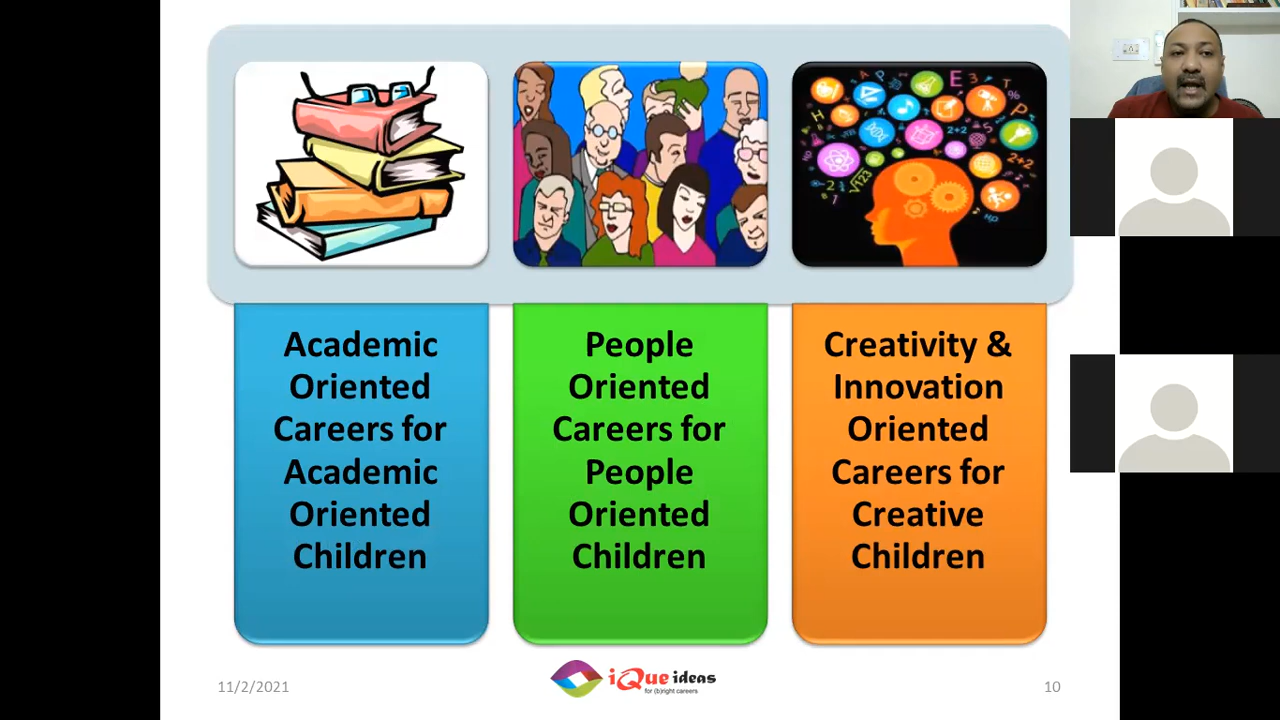 Academic
Oriented
Careers for
Academic
Oriented
Children
People
Oriented
Careers for
People
Oriented
Children
Creativity &
Innovation
Oriented
Careers for
Creative
Children
11/2/2021
iQue ideas
for (b)right careers
10